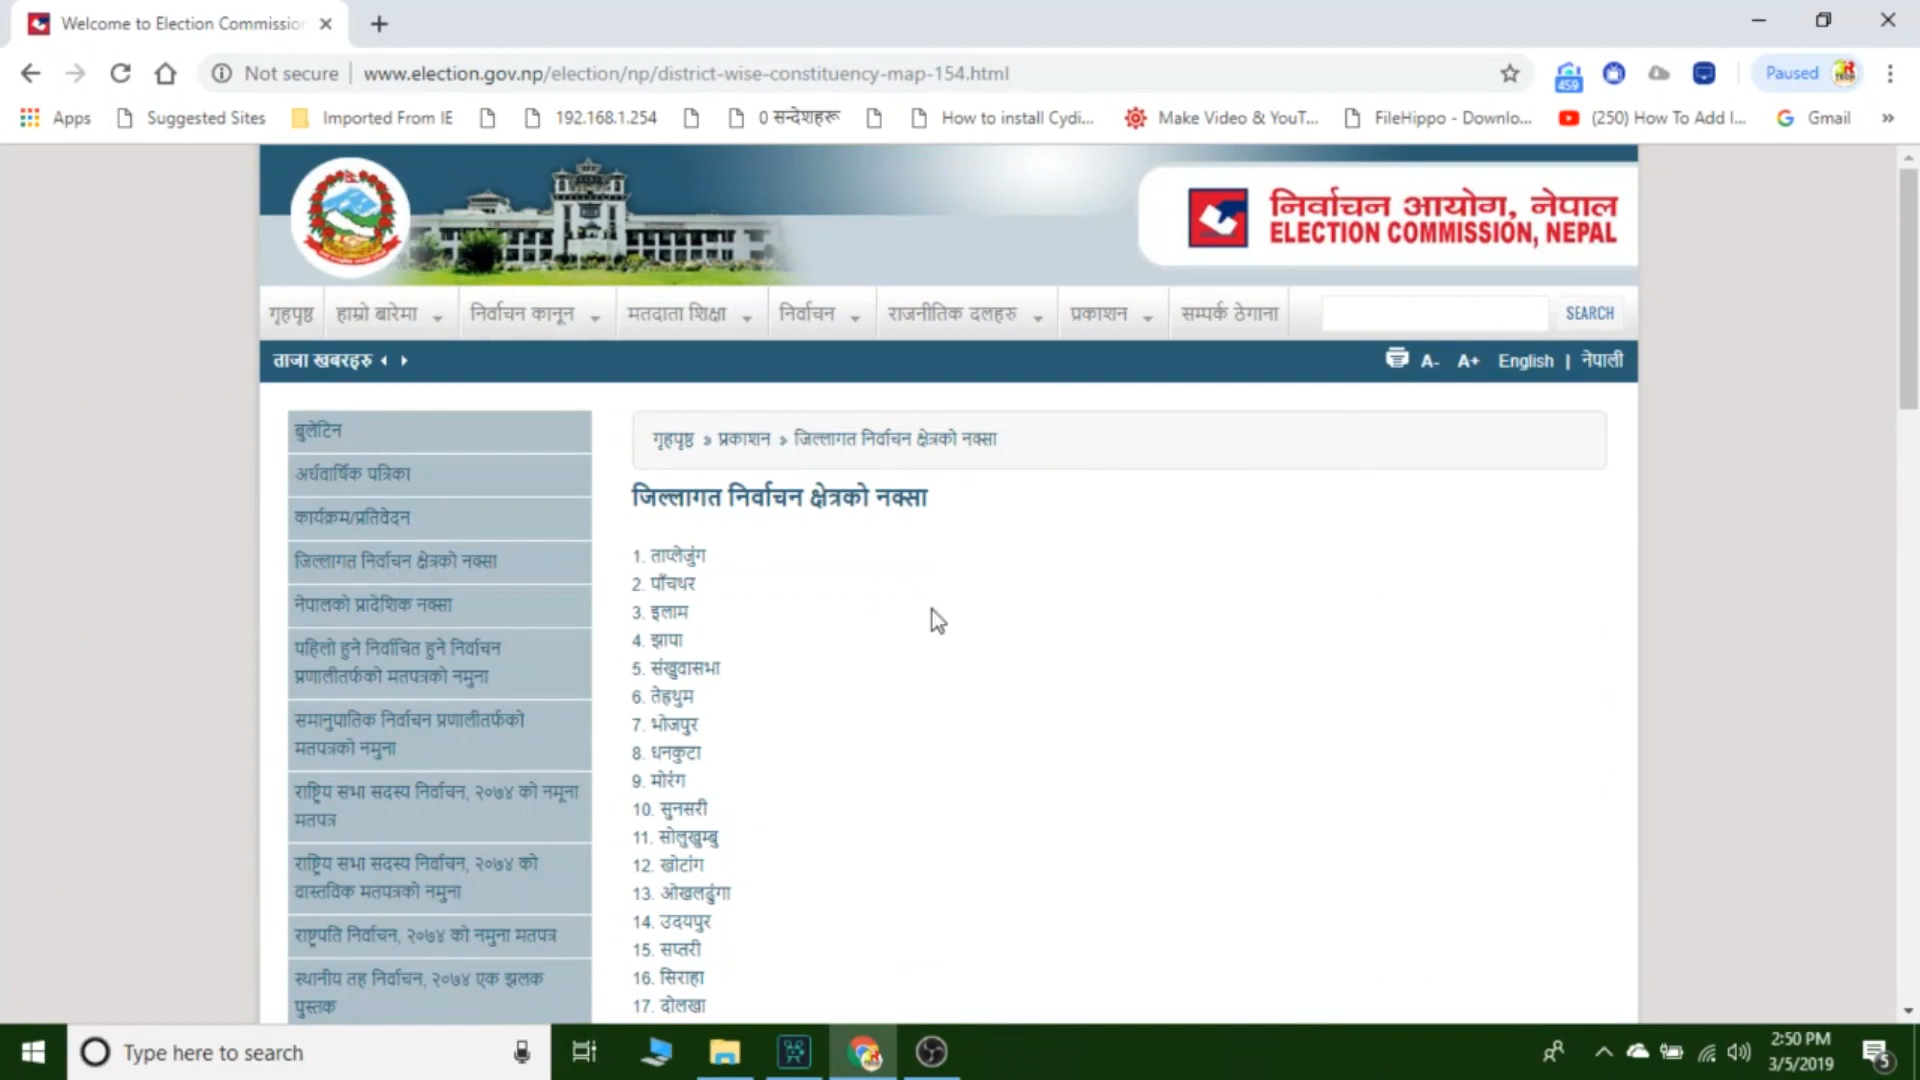 Welcome to Election Commission
Not secure | www.election.gov.np/election/np/district-wise-constituency-map-154.html
459
Paused
Apps
Suggested Sites
Imported From IE
192.168.1.254
0 सन्देशहरू
How to install Cydi...
Make Video & YouT...
FileHippo - Downlo...
(250) How To Add I...
Gmail
»
निर्वाचन आयोग, नेपाल
ELECTION COMMISSION, NEPAL
गृहपृष्ठ
हाम्रो बारेमा
निर्वाचन कानून
मतदाता शिक्षा
निर्वाचन
राजनीतिक दलहरु
प्रकाशन
सम्पर्क ठेगाना
SEARCH
ताजा खबरहरु
A- A+ English | नेपाली
बुलेटिन
अर्धवार्षिक पत्रिका
कार्यक्रम/प्रतिवेदन
जिल्लागत निर्वाचन क्षेत्रको नक्सा
नेपालको प्रादेशिक नक्सा
पहिलो हुने निर्वाचित हुने निर्वाचन
प्रणालीतर्फको मतपत्रको नमुना
समानुपातिक निर्वाचन प्रणालीतर्फको
मतपत्रको नमुना
राष्ट्रिय सभा सदस्य निर्वाचन, २०७४ को नमूना
मतपत्र
राष्ट्रिय सभा सदस्य निर्वाचन, २०७४ को
वास्तविक मतपत्रको नमुना
राष्ट्रपति निर्वाचन, २०७४ को नमुना मतपत्र
स्थानीय तह निर्वाचन, २०७४ एक झलक
पुस्तक
गृहपृष्ठ » प्रकाशन » जिल्लागत निर्वाचन क्षेत्रको नक्सा
जिल्लागत निर्वाचन क्षेत्रको नक्सा
1. ताप्लेजुंग
2. पाँचथर
3. इलाम
4. झापा
5. संखुवासभा
6. तेह्रथुम
7. भोजपुर
8. धनकुटा
9. मोरंग
10. सुनसरी
11. सोलुखुम्बु
12. खोटांग
13. ओखलढुंगा
14. उदयपुर
15. सप्तरी
16. सिराहा
17. दोलखा
Type here to search
2:50 PM
3/5/2019
5